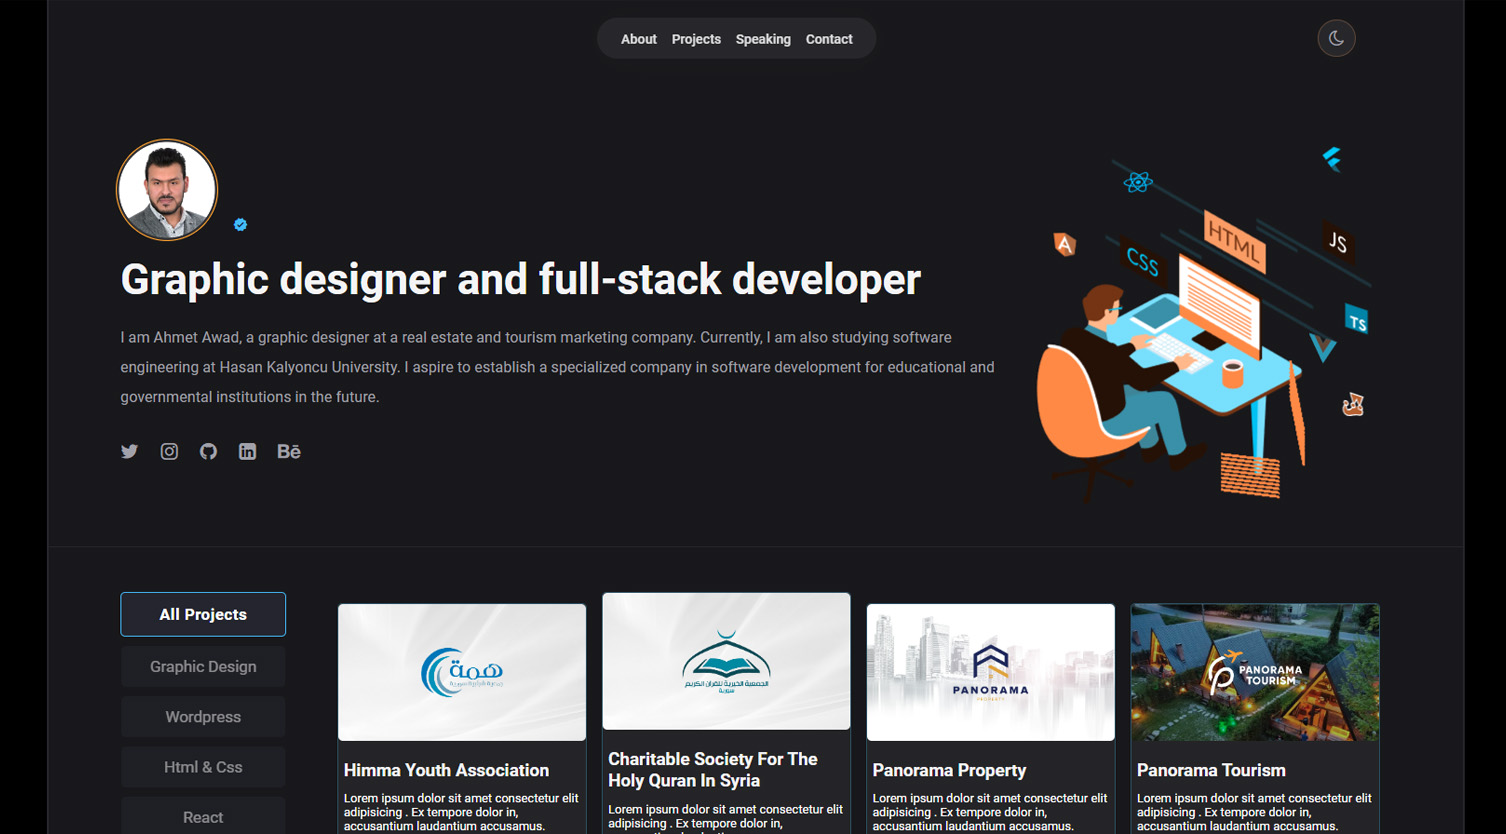 About Projects Speaking Contact
Graphic designer and full-stack developer
I am Ahmet Awad, a graphic designer at a real estate and tourism marketing company. Currently, I am also studying software
engineering at Hasan Kalyoncu University. I aspire to establish a specialized company in software development for educational and
governmental institutions in the future.
Bē
HTML
JS
CSS
A
TS
All Projects
Graphic Design
Wordpress
Html & Css
React
همة
Himma Youth Association
Lorem ipsum dolor sit amet consectetur elit
adipisicing . Ex tempore dolor in,
accusantium laudantium accusamus.
الجمعية الخيرية للقرآن الكريم
سورية
Charitable Society For The
Holy Quran In Syria
Lorem ipsum dolor sit amet consectetur elit
adipisicing . Ex tempore dolor in,
PANORAMA
PROPERTY
Panorama Property
Lorem ipsum dolor sit amet consectetur elit
adipisicing . Ex tempore dolor in,
accusantium laudantium accusamus.
PANORAMA
TOURISM
Panorama Tourism
Lorem ipsum dolor sit amet consectetur elit
adipisicing . Ex tempore dolor in,
accusantium laudantium accusamus.